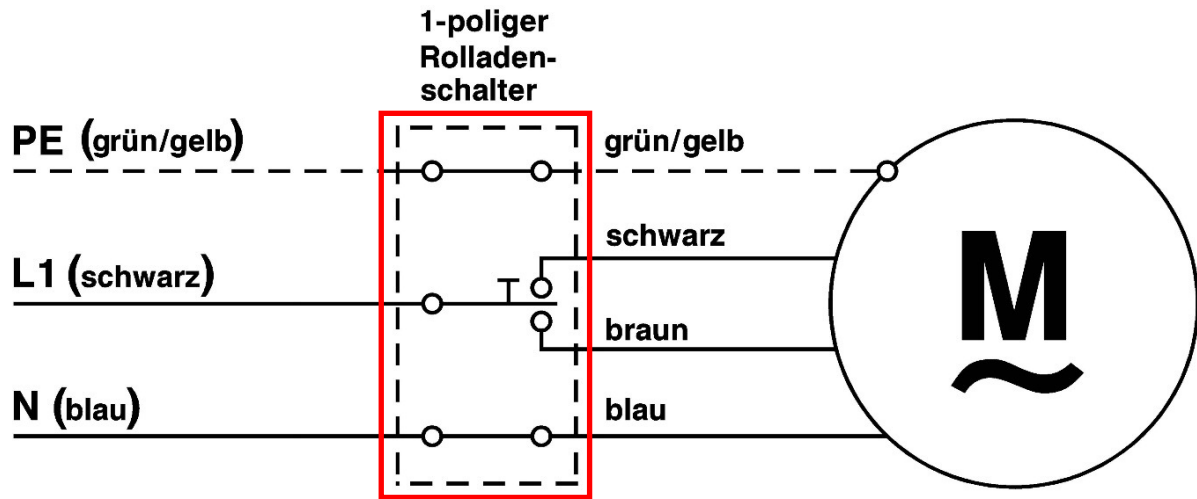 1-poliger
Rolladen-
schalter
PE (grün/gelb)
grün/gelb
schwarz
L1 (schwarz)
braun
N (blau)
blau
M